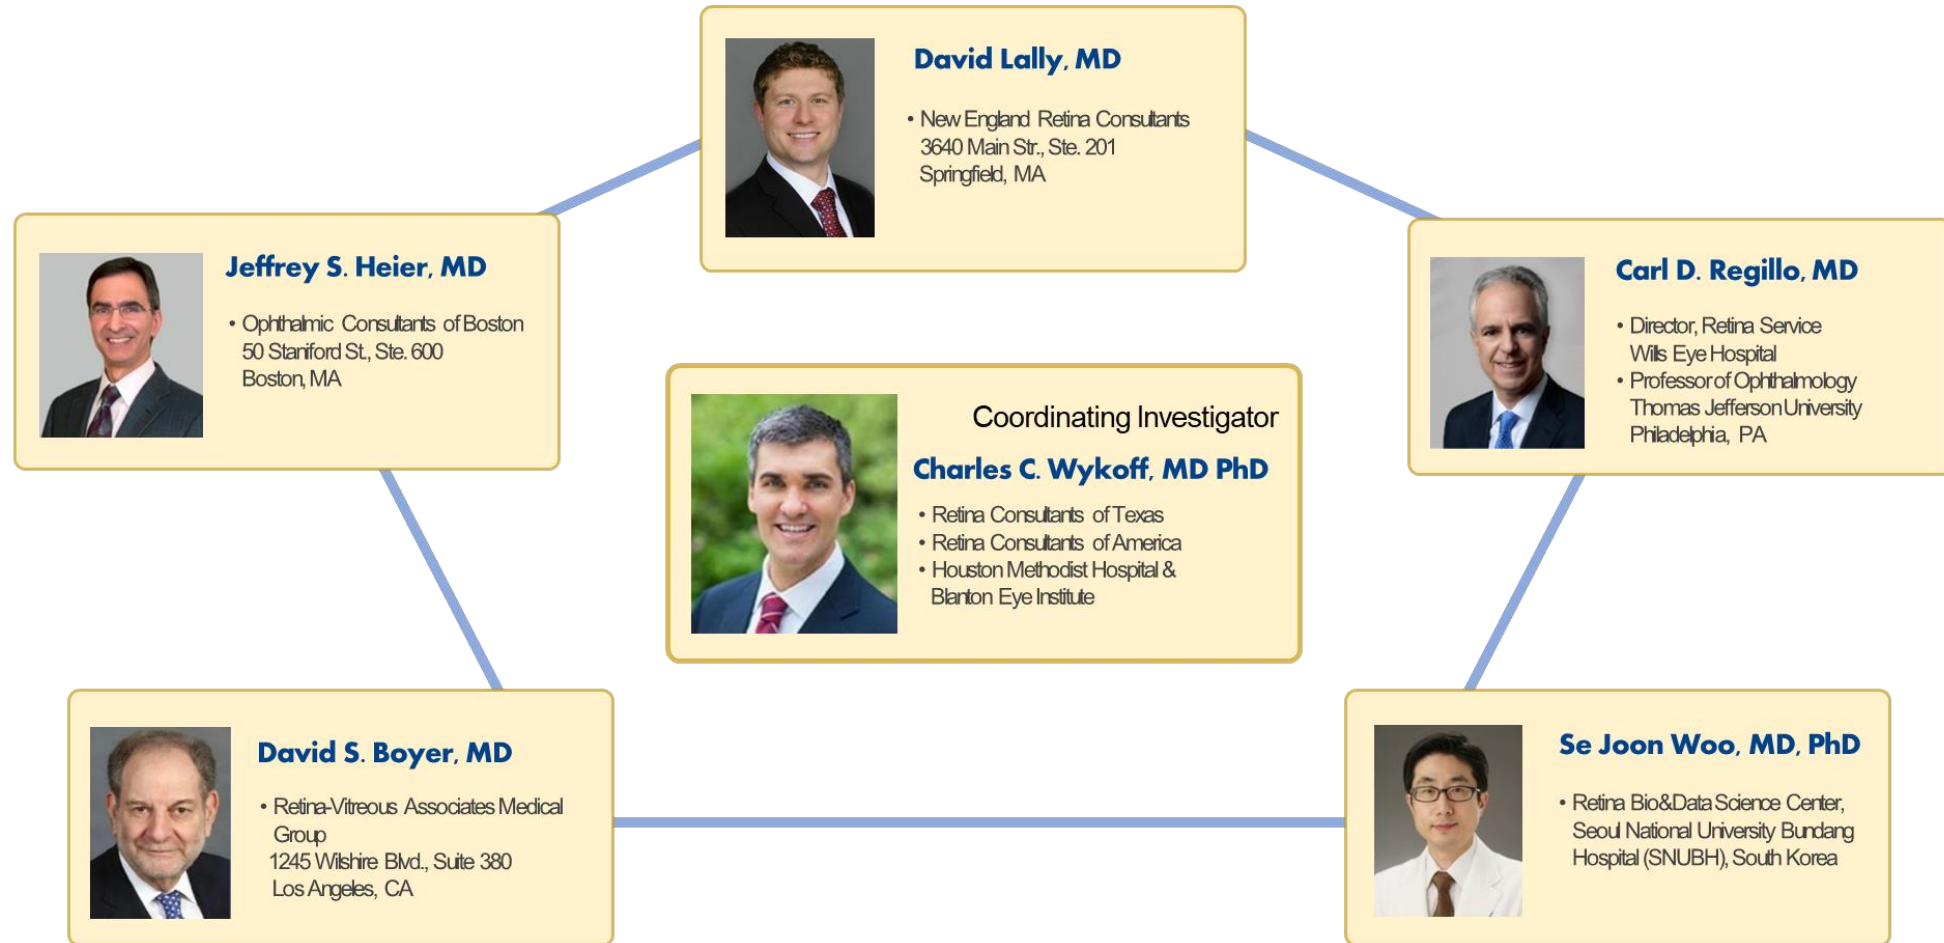 David Lally, MD
• New England Retina Consultants
3640 Main Str., Ste. 201
Springfield, MA
Jeffrey S. Heier, MD
• Ophthalmic Consultants of Boston
50 Staniford St., Ste. 600
Boston, MA
Carl D. Regillo, MD
• Director, Retina Service
Wills Eye Hospital
• Professor of Ophthalmology
Thomas Jefferson University
Philadelphia, PA
Coordinating Investigator
Charles C. Wykoff, MD PhD
• Retina Consultants of Texas
• Retina Consultants of America
• Houston Methodist Hospital &
Blanton Eye Institute
David S. Boyer, MD
• Retina-Vitreous Associates Medical
Group
1245 Wilshire Blvd., Suite 380
Los Angeles, CA
Se Joon Woo, MD, PhD
• Retina Bio&Data Science Center,
Seoul National University Bundang
Hospital (SNUBH), South Korea